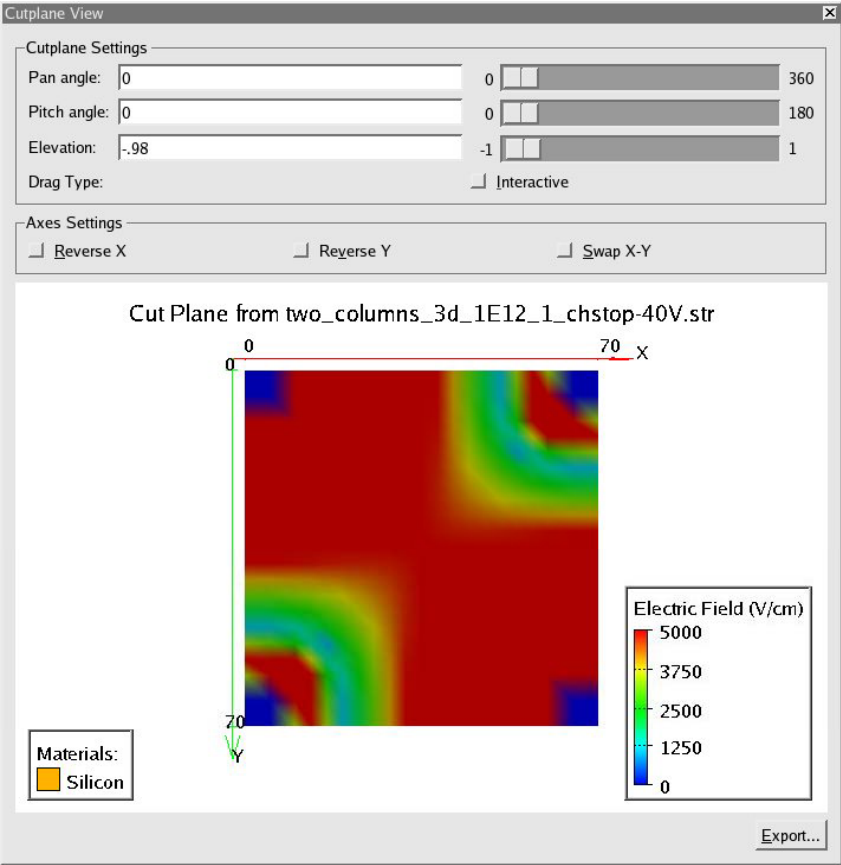 Cutplane View
Cutplane Settings
Pan angle: 0 0 360
Pitch angle: 0 0 180
Elevation: -.98 -1 1
Drag Type: Interactive
Axes Settings
Reverse X Reverse Y Swap X-Y
Cut Plane from two_columns_3d_1E12_1_chstop-40V.str
0 70 X
0
Electric Field (V/cm)
5000
3750
2500
1250
0
70
Y
Materials:
Silicon
Export...